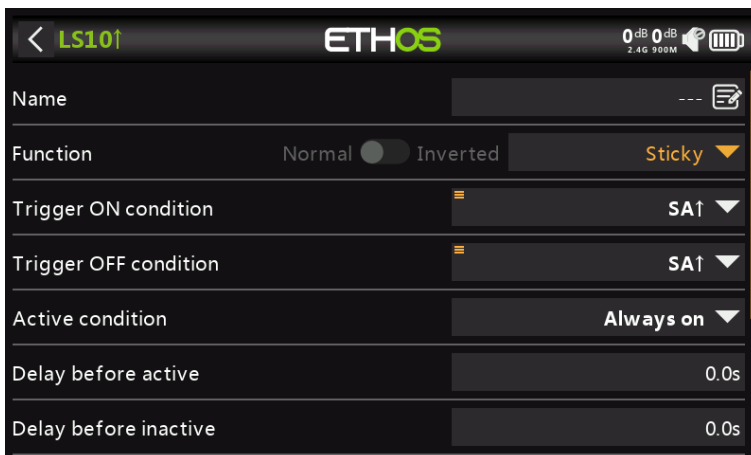 LS10↑ ETHOS 0dB 0dB
2.4G 900M
Name ---
Function Normal Inverted Sticky
Trigger ON condition SA↑
Trigger OFF condition SA↑
Active condition Always on
Delay before active 0.0s
Delay before inactive 0.0s